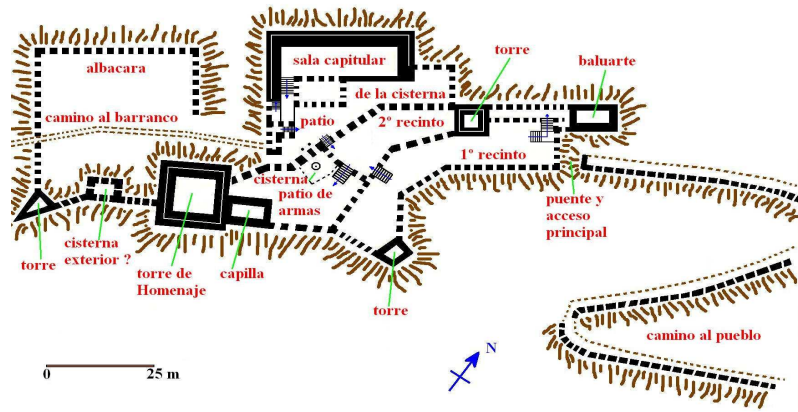 torre
sala capitular
baluarte
albacara
de la cisterna
camino al barranco
patio
2º recinto
1º recinto
cisterna
patio de
armas
puente y
acceso
principal
torre
cisterna
exterior ?
torre de
Homenaje
capilla
torre
camino al pueblo
N
0
25 m